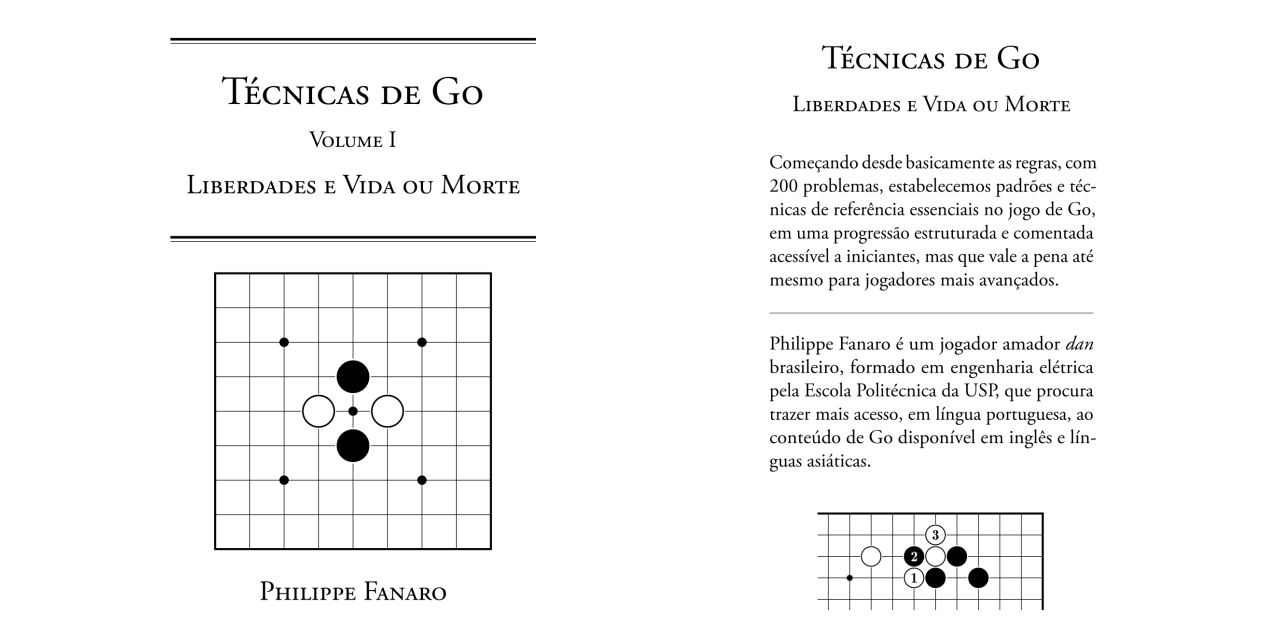 Técnicas de Go
Volume I
Liberdades e Vida ou Morte
Philippe Fanaro
Técnicas de Go
Liberdades e Vida ou Morte
Começando desde basicamente as regras, com
200 problemas, estabelecemos padrões e téc-
nicas de referência essenciais no jogo de Go,
em uma progressão estruturada e comentada
acessível a iniciantes, mas que vale a pena até
mesmo para jogadores mais avançados.
Philippe Fanaro é um jogador amador dan
brasileiro, formado em engenharia elétrica
pela Escola Politécnica da USP, que procura
trazer mais acesso, em língua portuguesa, ao
conteúdo de Go disponível em inglês e lín-
guas asiáticas.
3
2
1